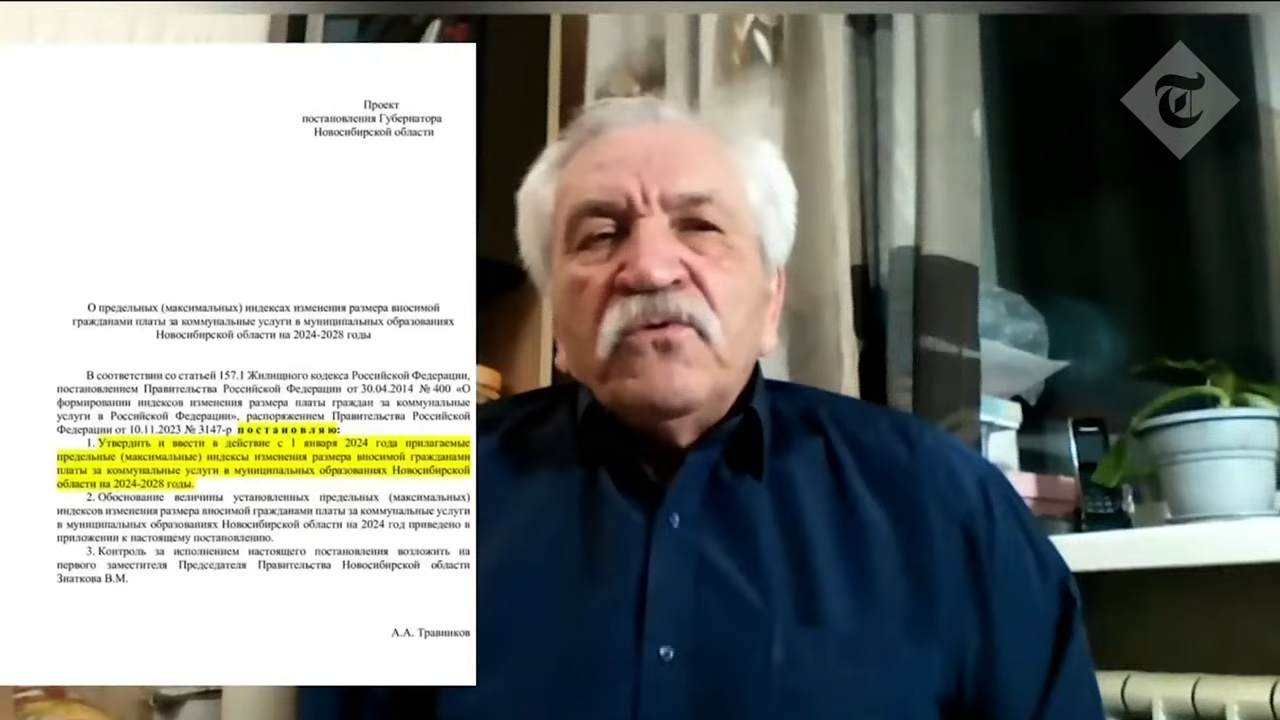 Проект
постановления Губернатора
Новосибирской области
О предельных (максимальных) индексах изменения размера вносимой
гражданами платы за коммунальные услуги в муниципальных образованиях
Новосибирской области на 2024-2028 годы
В соответствии со статьей 157.1 Жилищного кодекса Российской Федерации,
постановлением Правительства Российской Федерации от 30.04.2014 № 400 «О
формировании индексов изменения размера платы граждан за коммунальные
услуги в Российской Федерации», распоряжением Правительства Российской
Федерации от 10.11.2023 № 3147-р постановляю:
1. Утвердить и ввести в действие с 1 января 2024 года прилагаемые
предельные (максимальные) индексы изменения размера вносимой гражданами
платы за коммунальные услуги в муниципальных образованиях Новосибирской
области на 2024-2028 годы.
2. Обоснование величины установленных предельных (максимальных)
индексов изменения размера вносимой гражданами платы за коммунальные услуги
в муниципальных образованиях Новосибирской области на 2024 год приведено в
приложении к настоящему постановлению.
3. Контроль за исполнением настоящего постановления возложить на
первого заместителя Председателя Правительства Новосибирской области
Знаткова В.М.
А.А. Травников
T